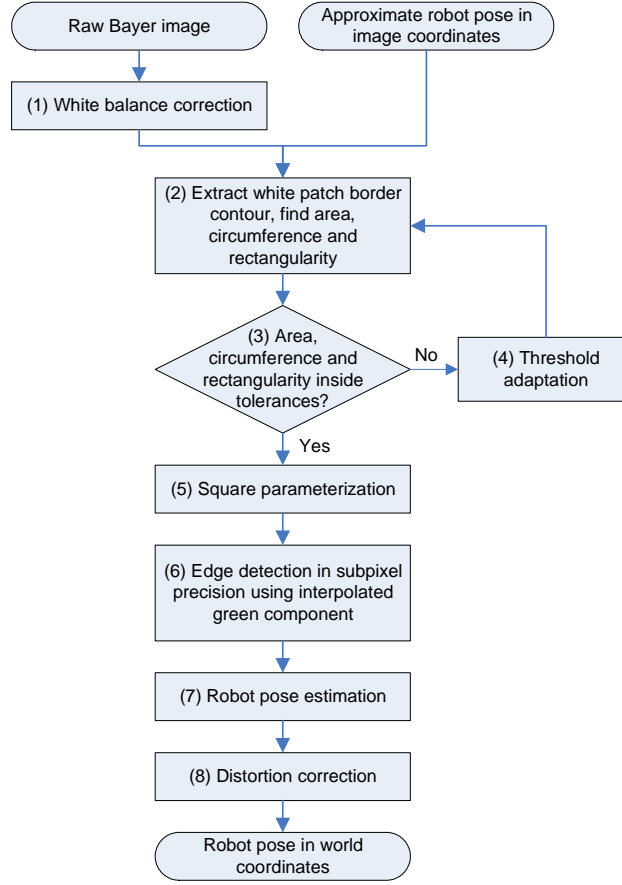 Raw Bayer image
Approximate robot pose in
image coordinates
(1) White balance correction
(2) Extract white patch border
contour, find area,
circumference and
rectangularity
(3) Area,
circumference and
rectangularity inside
tolerances?
No
(4) Threshold
adaptation
Yes
(5) Square parameterization
(6) Edge detection in subpixel
precision using interpolated
green component
(7) Robot pose estimation
(8) Distortion correction
Robot pose in world
coordinates